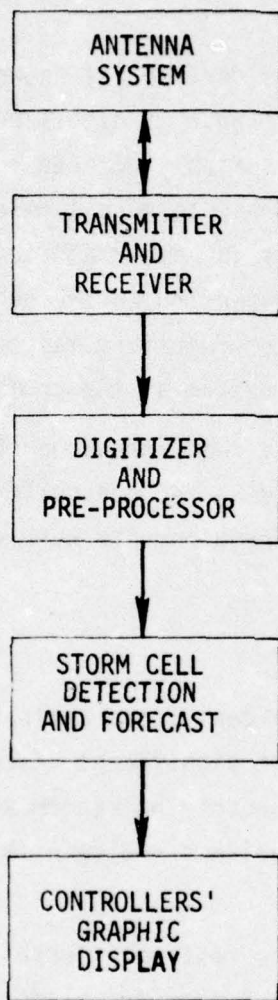 ANTENNA
SYSTEM
TRANSMITTER
AND
RECEIVER
DIGITIZER
AND
PRE-PROCESSOR
STORM CELL
DETECTION
AND FORECAST
CONTROLLERS'
GRAPHIC
DISPLAY